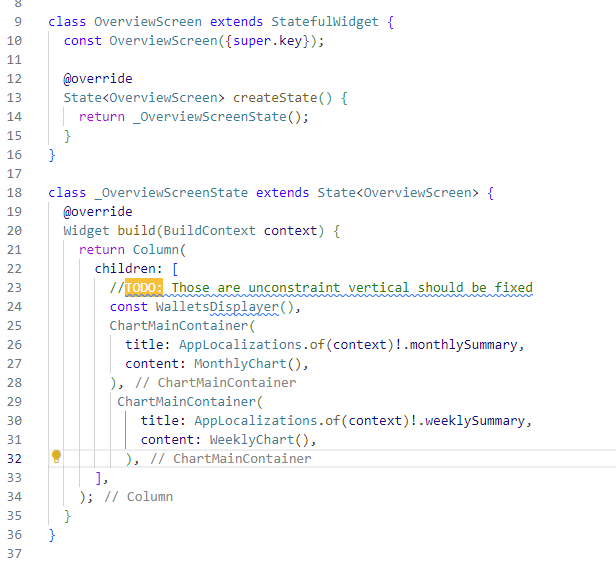 8
9 class OverviewScreen extends StatefulWidget {
10 const OverviewScreen({super.key});
11
12 @override
13 State<OverviewScreen> createState() {
14 return _OverviewScreenState();
15 }
16 }
17
18 class _OverviewScreenState extends State<OverviewScreen> {
19 @override
20 Widget build(BuildContext context) {
21 return Column(
22 children: [
23 //TODO: Those are unconstraint vertical should be fixed
24 const WalletsDisplayer(),
25 ChartMainContainer(
26 title: AppLocalizations.of(context)!.monthlySummary,
27 content: MonthlyChart(),
28 ), // ChartMainContainer
29 ChartMainContainer(
30 title: AppLocalizations.of(context)!.weeklySummary,
31 content: WeeklyChart(),
32 ), // ChartMainContainer
33 ],
34 ); // Column
35 }
36 }
37